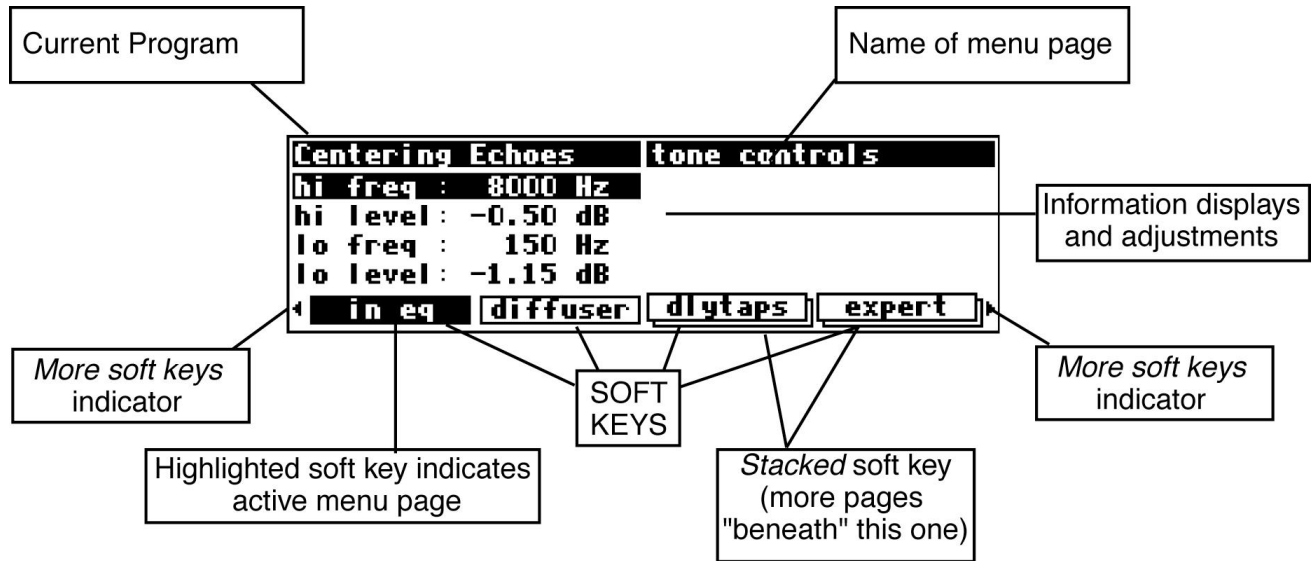 Current Program
Name of menu page
Centering Echoes tone controls
hi freq : 8000 Hz
hi level: -0.50 dB
lo freq : 150 Hz
lo level: -1.15 dB
in eq diffuser dlytaps expert
Information displays
and adjustments
More soft keys
indicator
SOFT
KEYS
More soft keys
indicator
Highlighted soft key indicates
active menu page
Stacked soft key
(more pages
"beneath" this one)